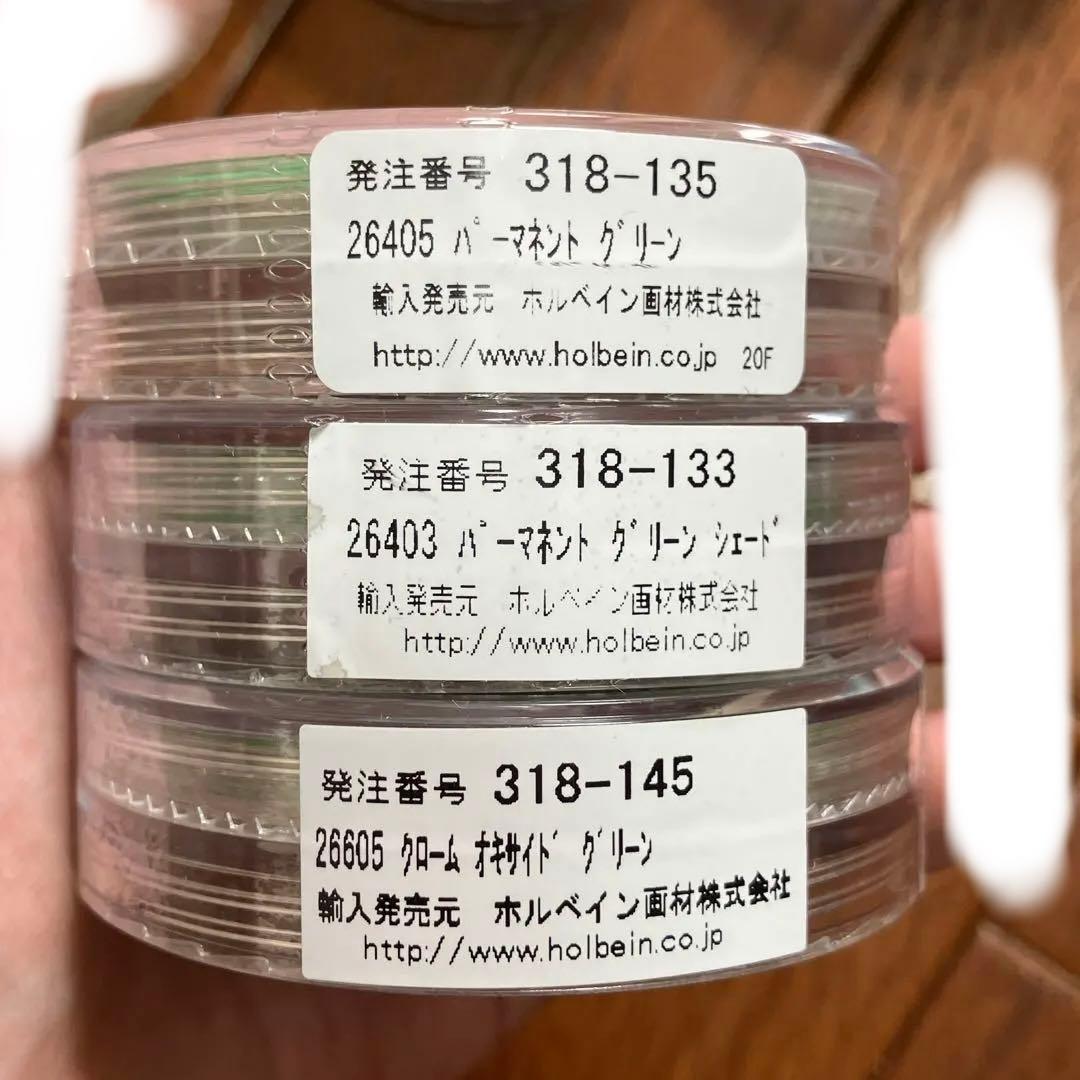 発注番号 318-135
26405 パーマネント グリーン
輸入発売元 ホルベイン画材株式会社
http://www.holbein.co.jp 20F
発注番号 318-133
26403 パーマネント グリーン シェード
輸入発売元 ホルベイン画材株式会社
http://www.holbein.co.jp
発注番号 318-145
26605 クローム オキサイド グリーン
輸入発売元 ホルベイン画材株式会社
http://www.holbein.co.jp